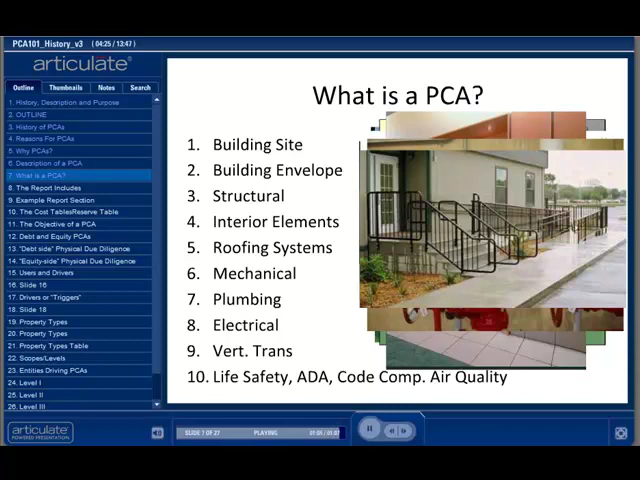 PCA101_History_v3 (04:25 / 13:47)
articulate
Outline Thumbnails Notes Search
1. History, Description and Purpose
2. OUTLINE
3. History of PCAs
4. Reasons For PCAs
5. Why PCAs?
6. Description of a PCA
7. What is a PCA?
8. The Report Includes
9. Example Report Section
10. The Cost Tables/Reserve Table
11. The Objective of a PCA
12. Debt and Equity PCAs
13. "Debt side" Physical Due Diligence
14. "Equity-side" Physical Due Diligence
15. Users and Drivers
16. Slide 16
17. Drivers or "Triggers"
18. Slide 18
19. Property Types
20. Property Types
21. Property Types Table
22. Scopes/Levels
23. Entities Driving PCAs
24. Level I
25. Level II
26. Level III
What is a PCA?
1. Building Site
2. Building Envelope
3. Structural
4. Interior Elements
5. Roofing Systems
6. Mechanical
7. Plumbing
8. Electrical
9. Vert. Trans
10. Life Safety, ADA, Code Comp. Air Quality
articulate
POWERED PRESENTATION
SLIDE 7 OF 27 PLAYING 01:01 / 01:07